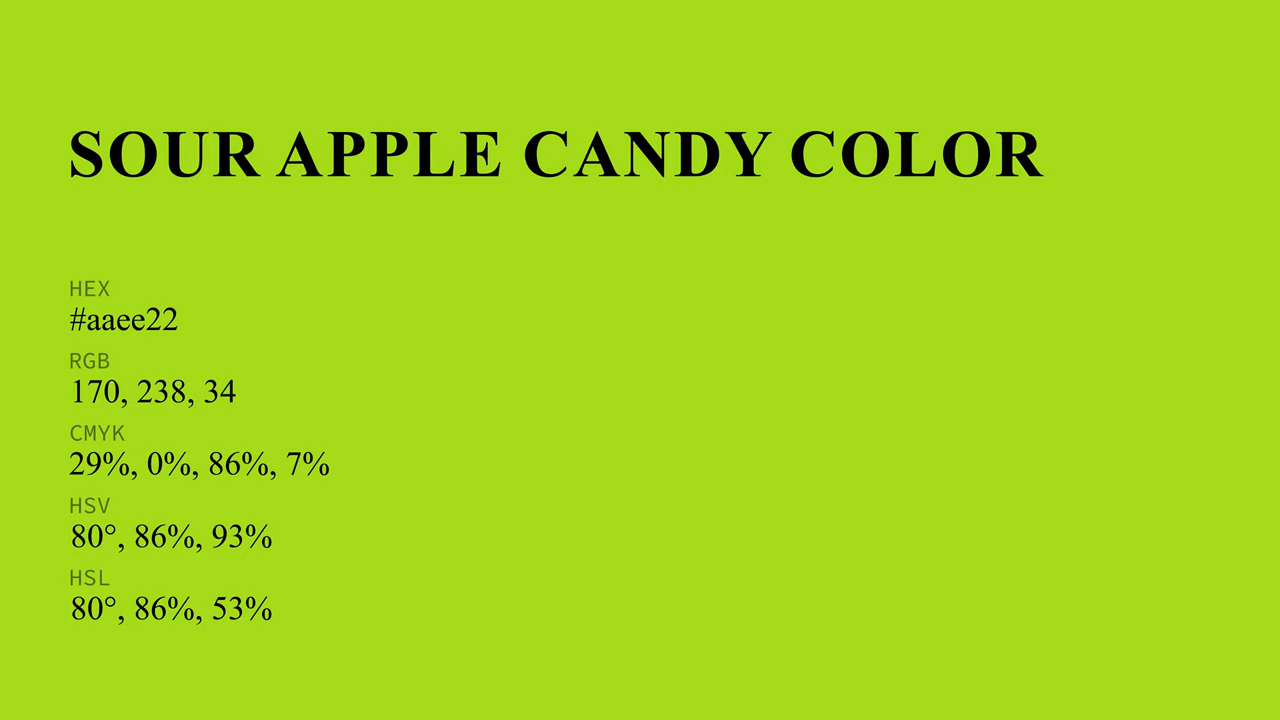 SOUR APPLE CANDY COLOR
HEX
#aaee22
RGB
170, 238, 34
CMYK
29%, 0%, 86%, 7%
HSV
80°, 86%, 93%
HSL
80°, 86%, 53%